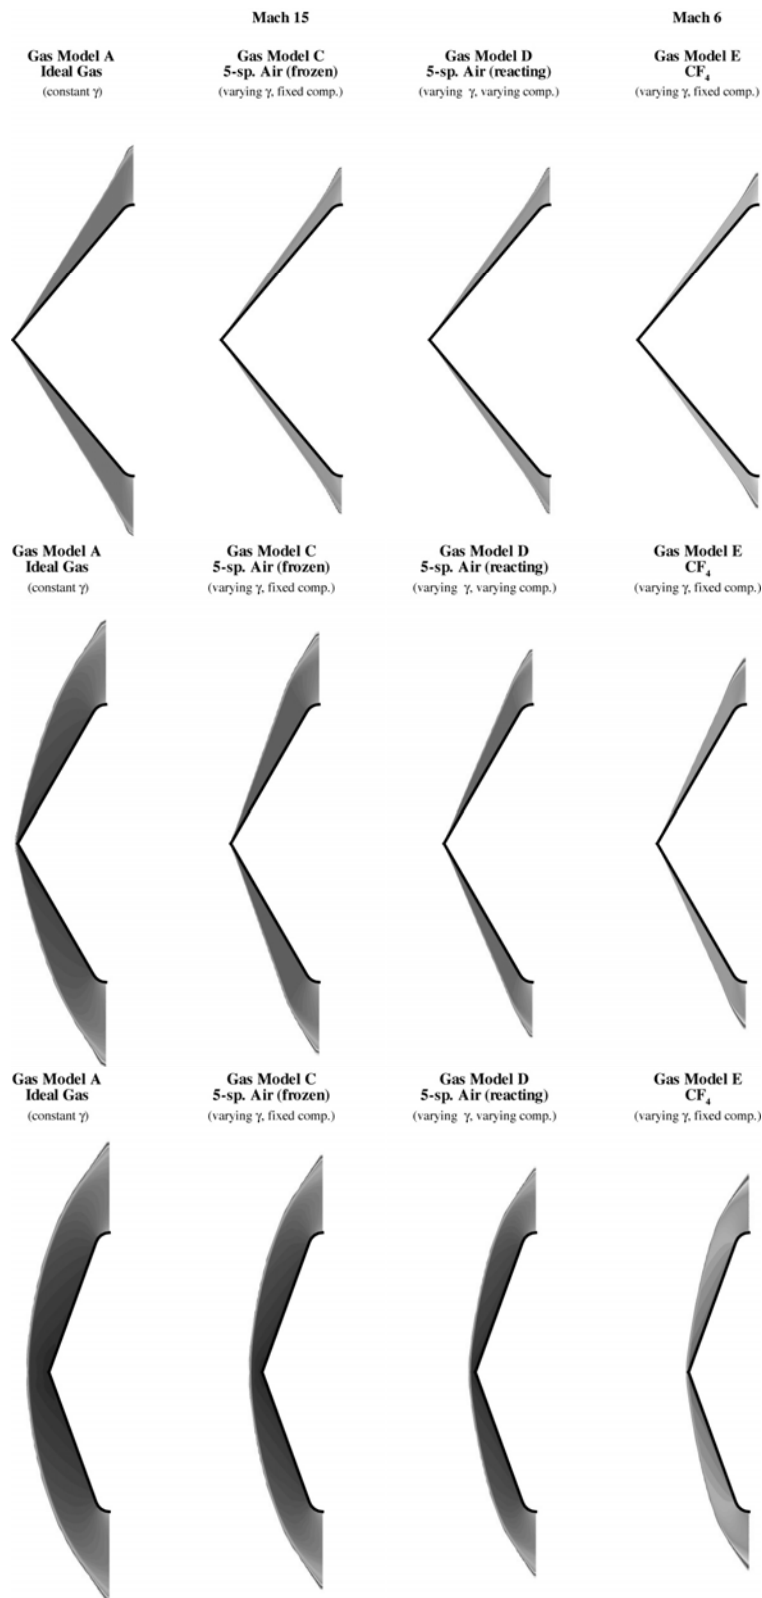 Mach 15
Mach 6
Gas Model A
Ideal Gas
(constant γ)
Gas Model C
5-sp. Air (frozen)
(varying γ, fixed comp.)
Gas Model D
5-sp. Air (reacting)
(varying γ, varying comp.)
Gas Model E
CF₄
(varying γ, fixed comp.)
Gas Model A
Ideal Gas
(constant γ)
Gas Model C
5-sp. Air (frozen)
(varying γ, fixed comp.)
Gas Model D
5-sp. Air (reacting)
(varying γ, varying comp.)
Gas Model E
CF₄
(varying γ, fixed comp.)
Gas Model A
Ideal Gas
(constant γ)
Gas Model C
5-sp. Air (frozen)
(varying γ, fixed comp.)
Gas Model D
5-sp. Air (reacting)
(varying γ, varying comp.)
Gas Model E
CF₄
(varying γ, fixed comp.)